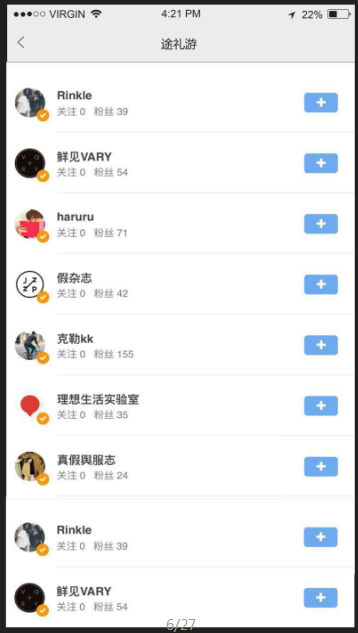 VIRGIN 4:21 PM 22%
途礼游
Rinkle
关注 0 粉丝 39
鲜见VARY
关注 0 粉丝 54
haruru
关注 0 粉丝 71
假杂志
关注 0 粉丝 42
克勒kk
关注 0 粉丝 155
理想生活实验室
关注 0 粉丝 35
真假舆服志
关注 0 粉丝 24
Rinkle
关注 0 粉丝 39
鲜见VARY
关注 0 粉丝 54
6/27